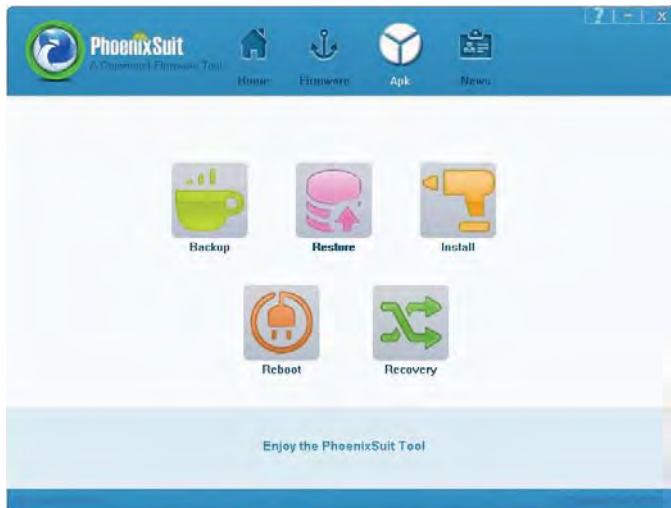 ? | - | x
PhoenixSuit
Home Firmware Apk News
Backup Restore Install
Reboot Recovery
Enjoy the PhoenixSuit Tool